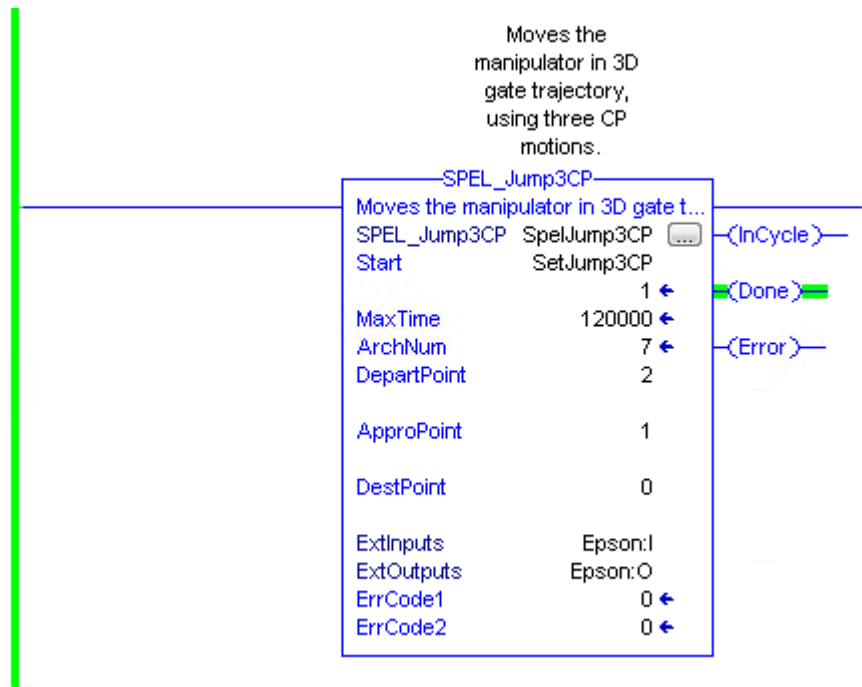 Moves the
manipulator in 3D
gate trajectory,
using three CP
motions.
SPEL_Jump3CP
Moves the manipulator in 3D gate t...
SPEL_Jump3CP SpelJump3CP ... (InCycle)
Start SetJump3CP
1 ← (Done)
MaxTime 120000 ←
ArchNum 7 ← (Error)
DepartPoint 2
ApproPoint 1
DestPoint 0
ExtInputs Epson:I
ExtOutputs Epson:O
ErrCode1 0 ←
ErrCode2 0 ←